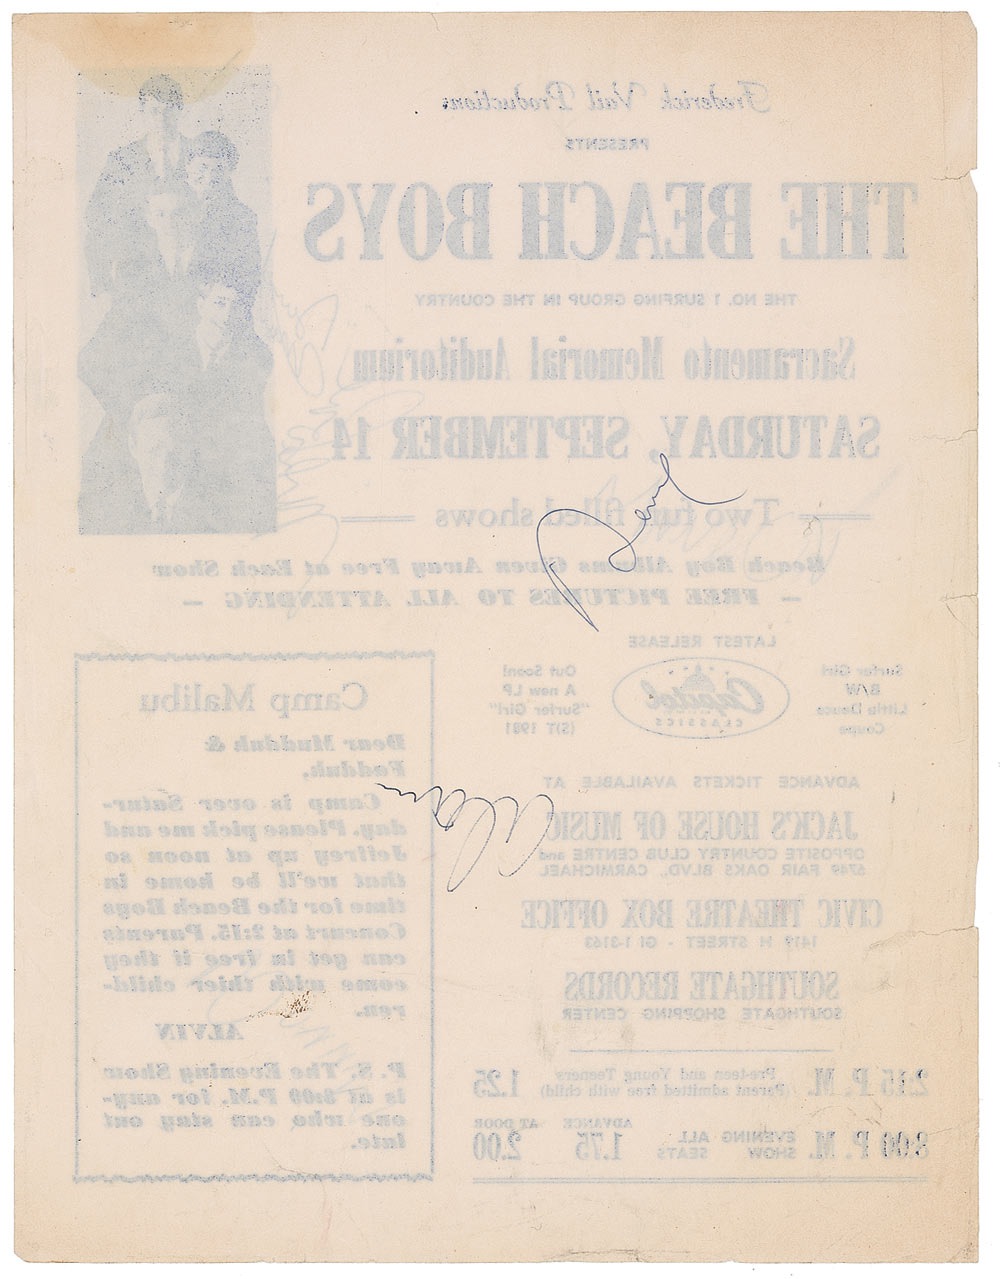 Frederick Vail Productions
PRESENTS
THE BEACH BOYS
THE NO. 1 SURFING GROUP IN THE COUNTRY
Sacramento Memorial Auditorium
SATURDAY, SEPTEMBER 14
Two fun filled shows
Beach Boy Albums Given Away Free at Each Show
— FREE PICTURES TO ALL ATTENDING —
LATEST RELEASE
Surfer Girl
B/W
Little Deuce
Coupe
Capitol
CLASSICS
Out Soon!
A new LP
"Surfer Girl"
(S)T 1981
ADVANCE TICKETS AVAILABLE AT
JACK'S HOUSE OF MUSIC
OPPOSITE COUNTRY CLUB CENTRE and
5749 FAIR OAKS BLVD., CARMICHAEL
CIVIC THEATRE BOX OFFICE
1419 H STREET - GI 1-3163
SOUTHGATE RECORDS
SOUTHGATE SHOPPING CENTER
2:15 P. M. Pre-teen and Young Teeners 1.25
(Parent admitted free with child)
ADVANCE AT DOOR
8:00 P. M. EVENING SHOW ALL SEATS 1.75 2.00
Camp Malibu
Dear Mudduh &
Fadduh,
Camp is over Satur-
day. Please pick me and
Jeffrey up at noon so
that we'll be home in
time for the Beach Boys
Concert at 2:15. Parents
can get in free if they
come with thier child-
ren.
ALVIN
P. S. The Evening Show
is at 8:00 P.M. for any-
one who can stay out
late.